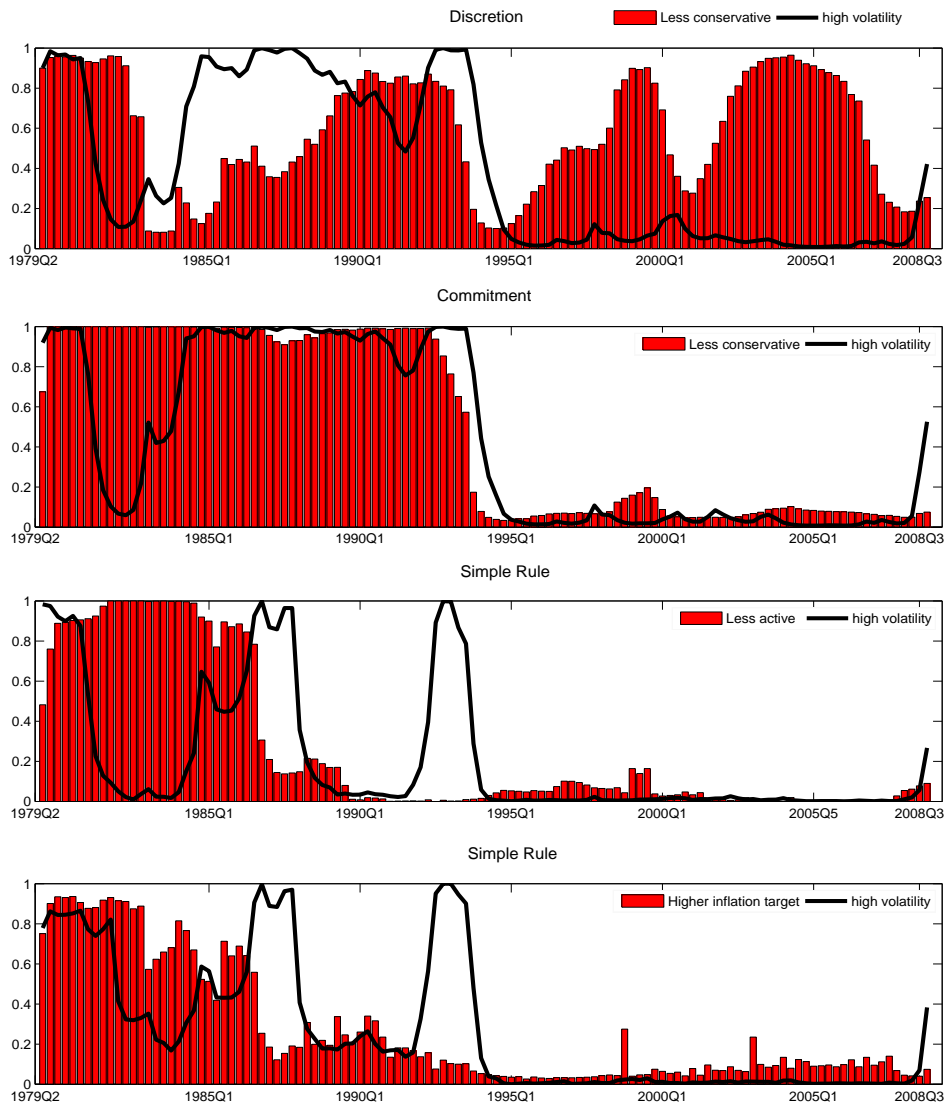 Discretion
Less conservative high volatility
1
0.8
0.6
0.4
0.2
0
1979Q2 1985Q1 1990Q1 1995Q1 2000Q1 2005Q1 2008Q3
Commitment
Less conservative high volatility
1
0.8
0.6
0.4
0.2
0
1979Q2 1985Q1 1990Q1 1995Q1 2000Q1 2005Q1 2008Q3
Simple Rule
Less active high volatility
1
0.8
0.6
0.4
0.2
0
1979Q2 1985Q1 1990Q1 1995Q1 2000Q1 2005Q5 2008Q3
Simple Rule
Higher inflation target high volatility
1
0.8
0.6
0.4
0.2
0
1979Q2 1985Q1 1990Q1 1995Q1 2000Q1 2005Q1 2008Q3